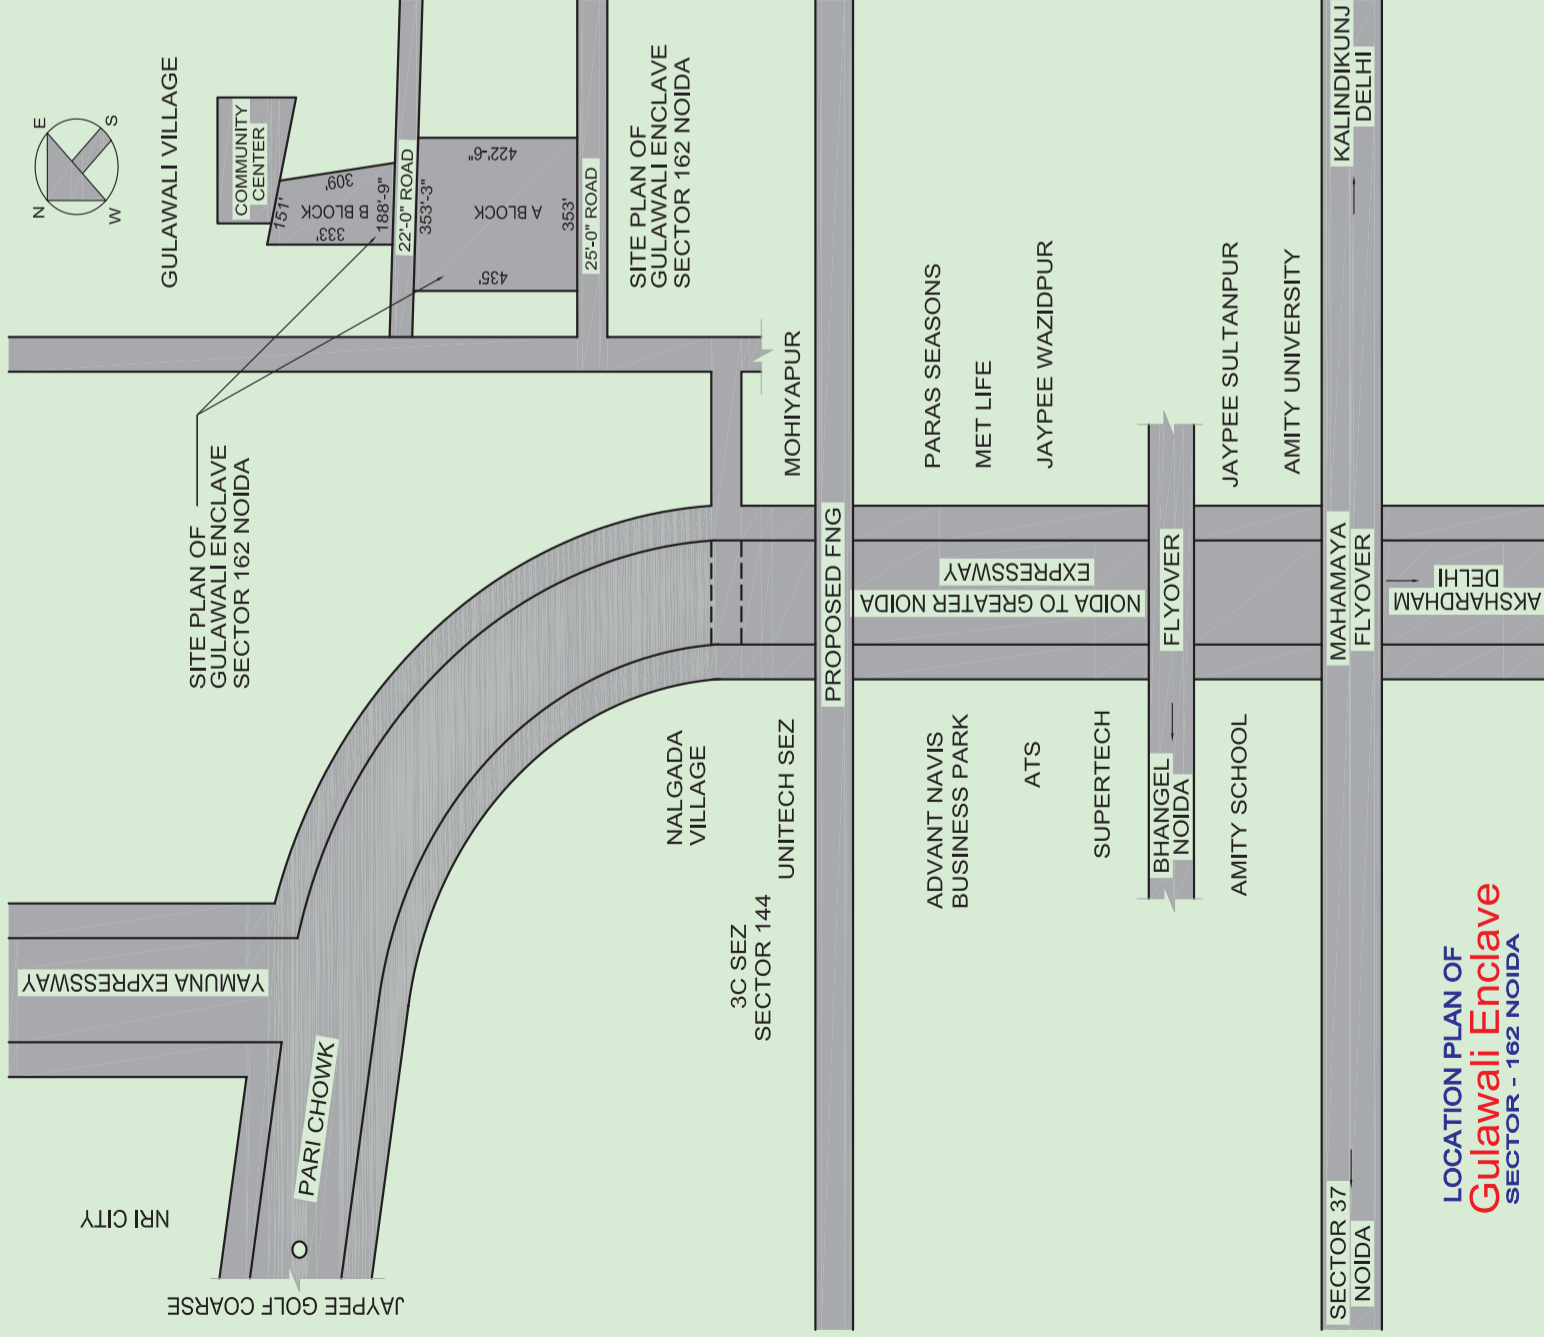 N
E
S
W
GULAWALI VILLAGE
COMMUNITY
CENTER
151'
309'
B BLOCK
333'
188'-9"
22'-0" ROAD
353'-3"
422'-6"
A BLOCK
435'
353'
25'-0" ROAD
SITE PLAN OF
GULAWALI ENCLAVE
SECTOR 162 NOIDA
SITE PLAN OF
GULAWALI ENCLAVE
SECTOR 162 NOIDA
MOHIYAPUR
PROPOSED FNG
PARAS SEASONS
MET LIFE
JAYPEE WAZIDPUR
NOIDA TO GREATER NOIDA
EXPRESSWAY
FLYOVER
JAYPEE SULTANPUR
AMITY UNIVERSITY
KALINDIKUNJ
DELHI
MAHAMAYA
FLYOVER
AKSHARDHAM
DELHI
YAMUNA EXPRESSWAY
PARI CHOWK
NRI CITY
JAYPEE GOLF COARSE
NALGADA
VILLAGE
UNITECH SEZ
3C SEZ
SECTOR 144
ADVANT NAVIS
BUSINESS PARK
ATS
SUPERTECH
BHANGEL
NOIDA
AMITY SCHOOL
SECTOR 37
NOIDA
LOCATION PLAN OF
Gulawali Enclave
SECTOR - 162 NOIDA